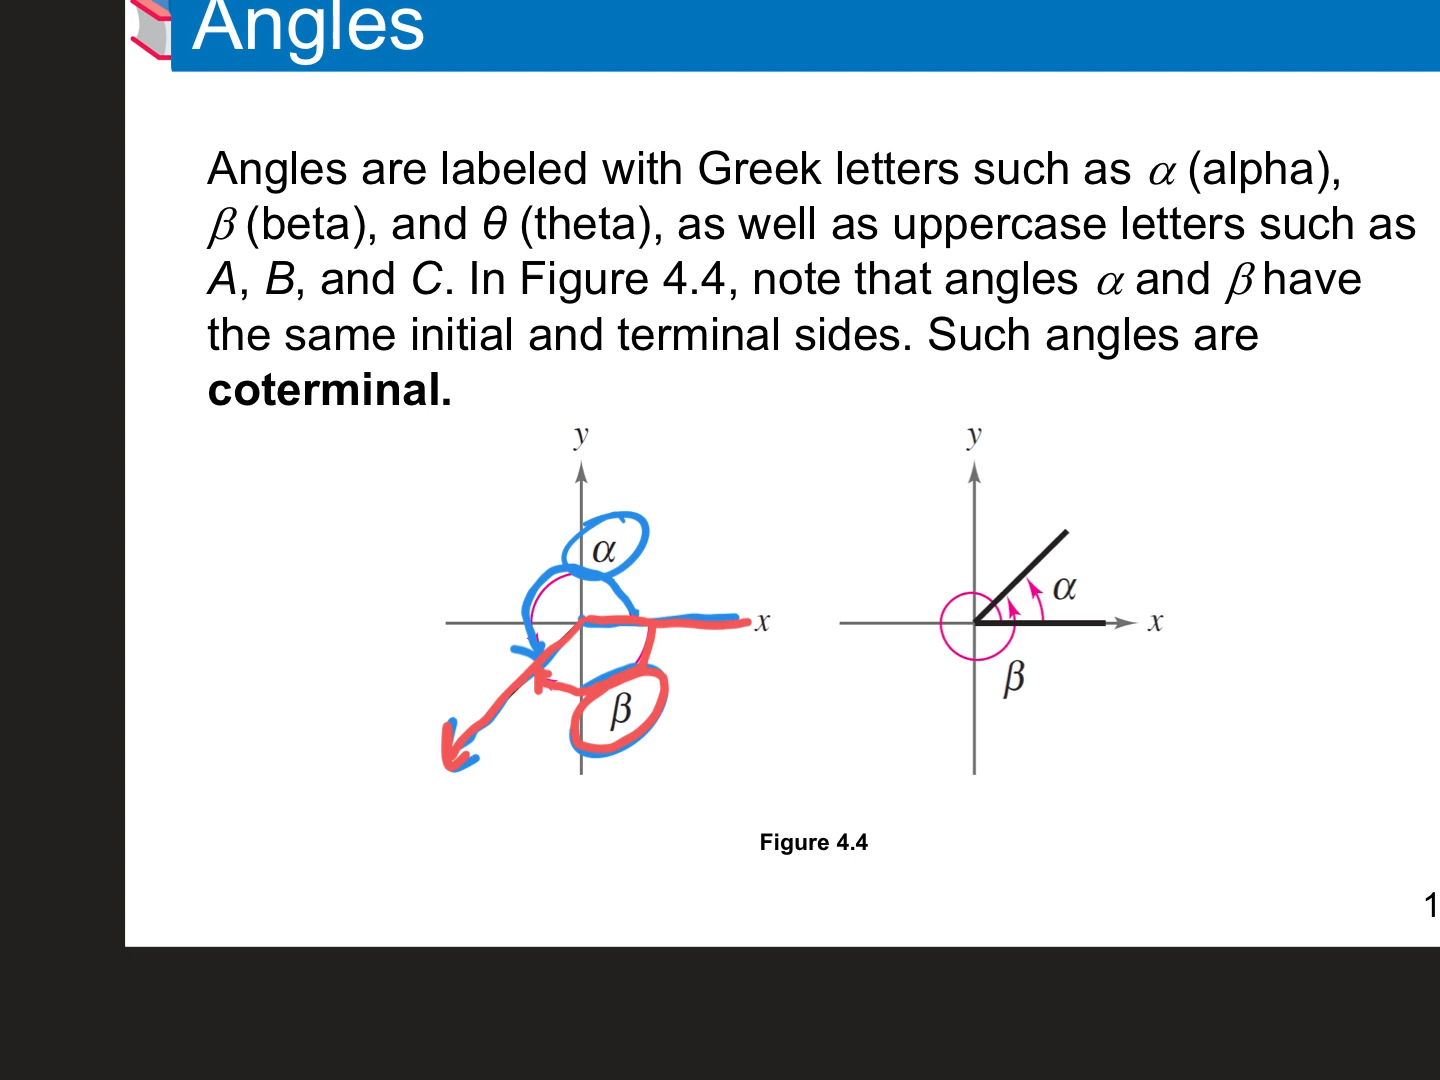 Angles
Angles are labeled with Greek letters such as α (alpha),
β (beta), and θ (theta), as well as uppercase letters such as
A, B, and C. In Figure 4.4, note that angles α and β have
the same initial and terminal sides. Such angles are
coterminal.
y y
α
α
x x
β
β
Figure 4.4
1